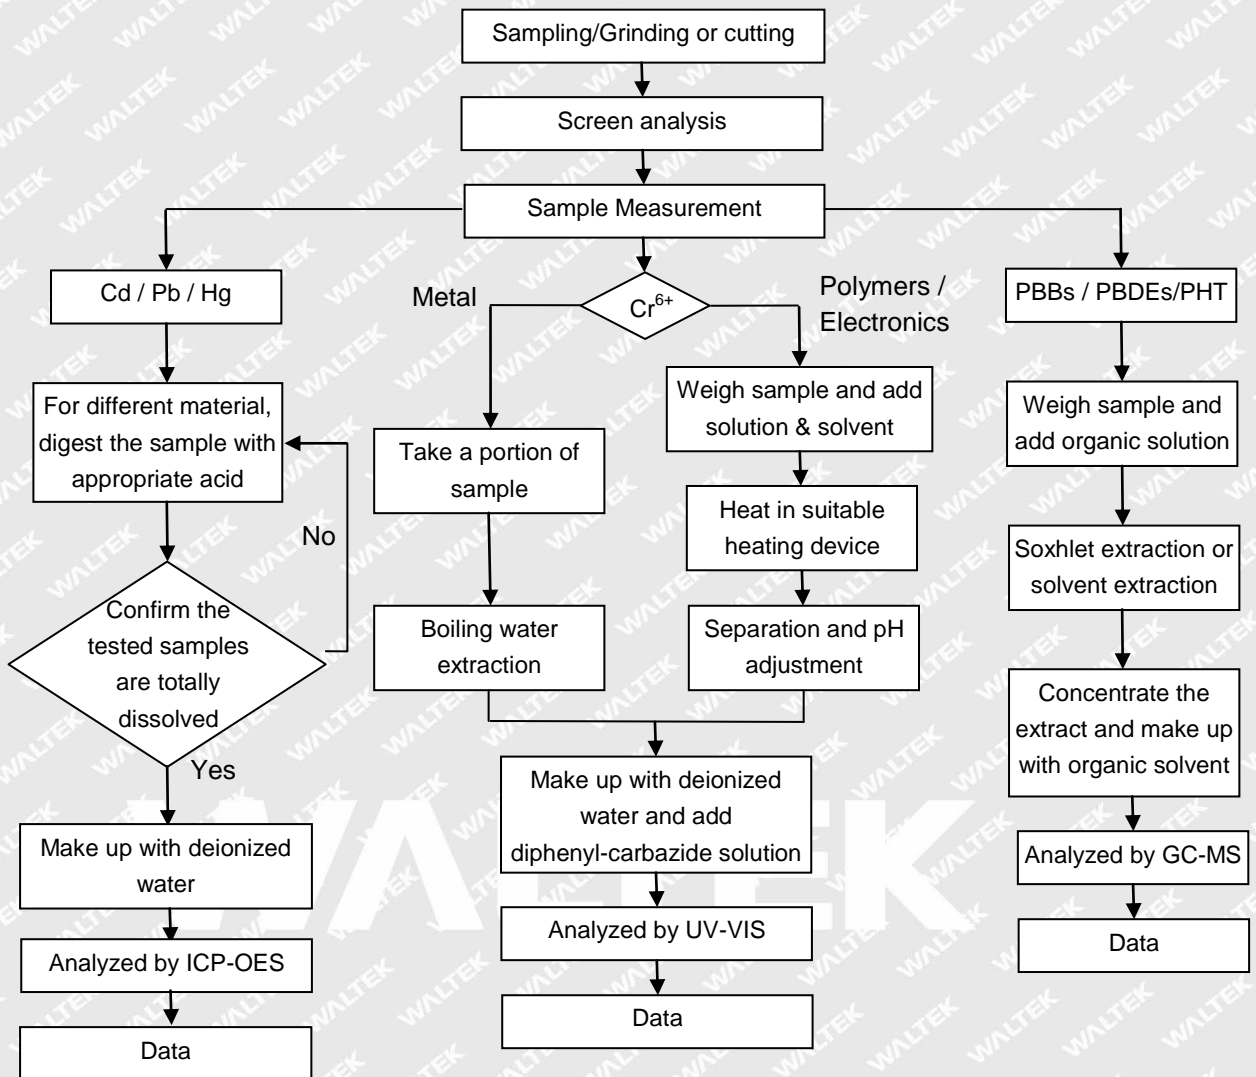 Sampling/Grinding or cutting
Screen analysis
Sample Measurement
Cd / Pb / Hg
For different material,
digest the sample with
appropriate acid
No
Confirm the
tested samples
are totally
dissolved
Yes
Make up with deionized
water
Analyzed by ICP-OES
Data
Cr⁶⁺
Metal
Take a portion of
sample
Boiling water
extraction
Polymers /
Electronics
Weigh sample and add
solution & solvent
Heat in suitable
heating device
Separation and pH
adjustment
Make up with deionized
water and add
diphenyl-carbazide solution
Analyzed by UV-VIS
Data
PBBs / PBDEs/PHT
Weigh sample and
add organic solution
Soxhlet extraction or
solvent extraction
Concentrate the
extract and make up
with organic solvent
Analyzed by GC-MS
Data
WALTEK